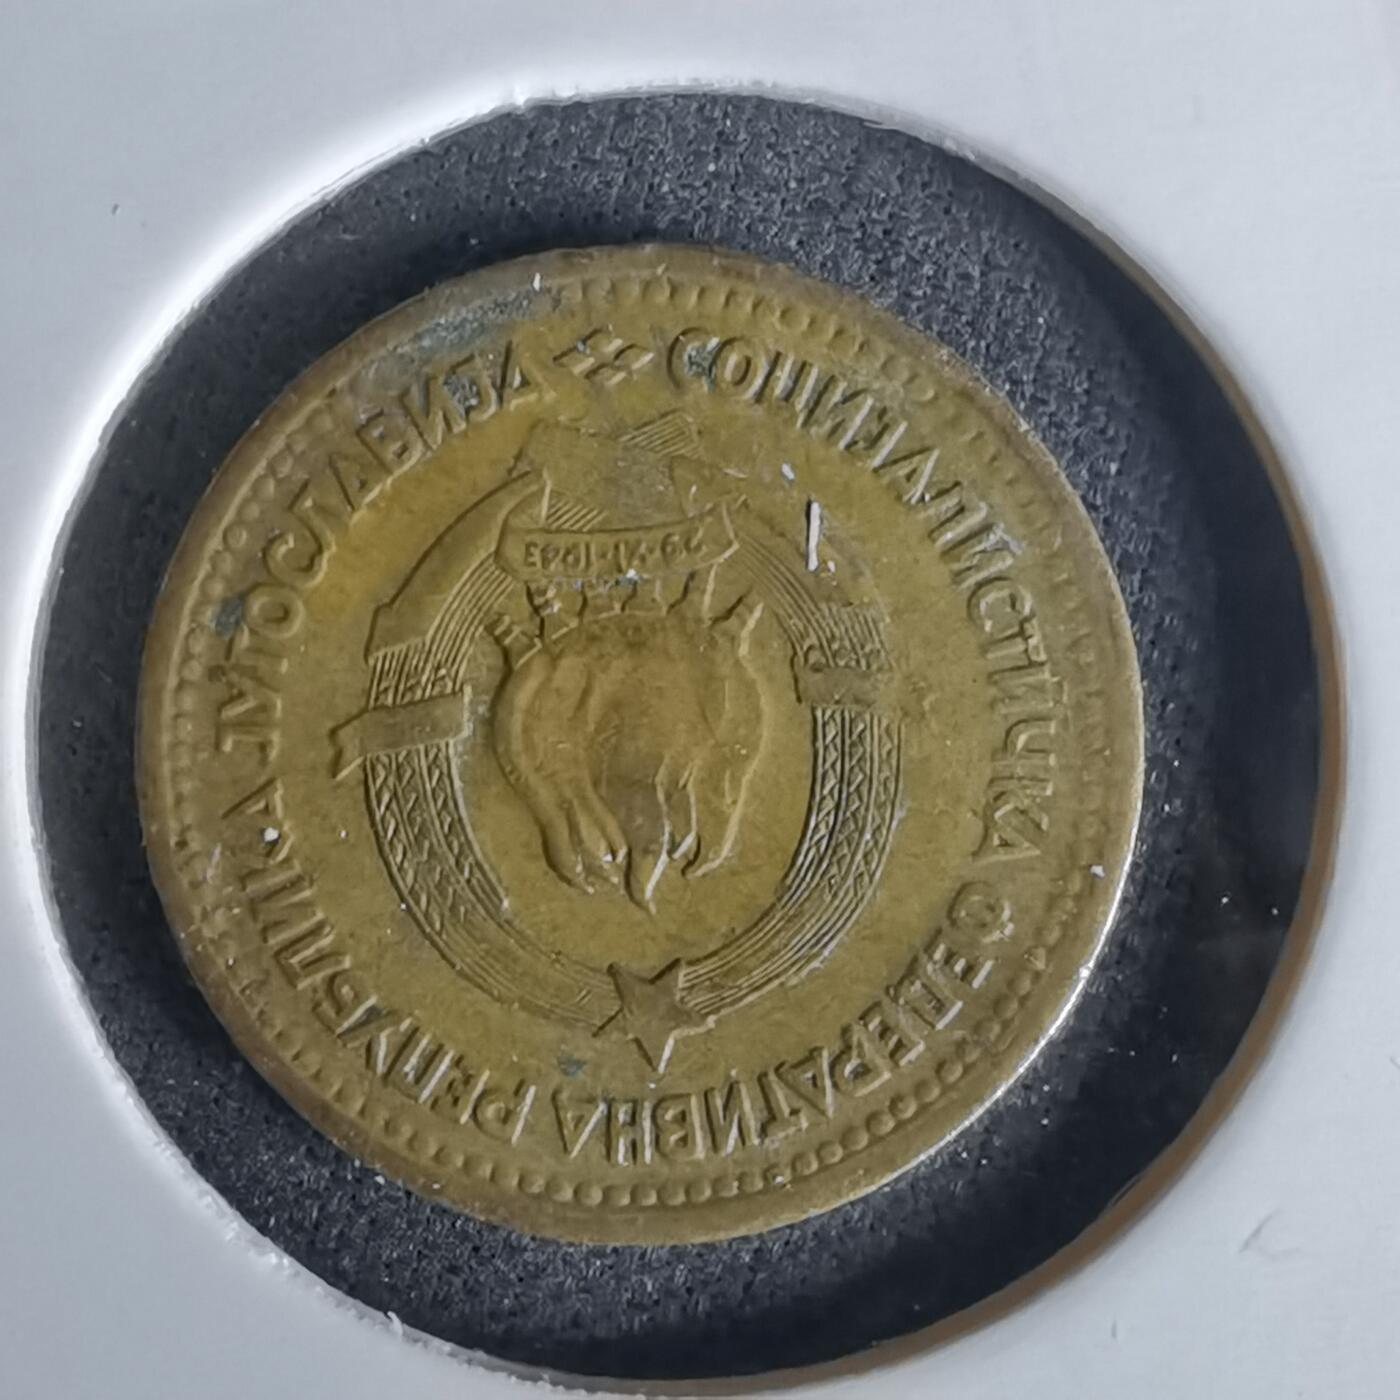 СОЦИЈАЛИСТИЧКА ФЕДЕРАТИВНА РЕПУБЛИКА ЈУГОСЛАВИЈА
29·XI·1943